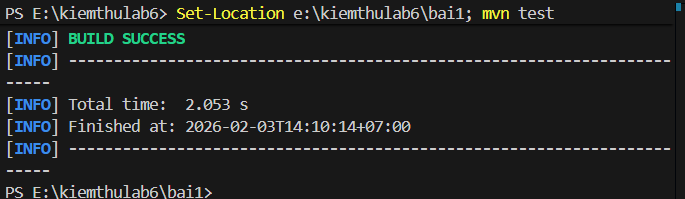 PS E:\kiemthulab6> Set-Location e:\kiemthulab6\bai1; mvn test
[INFO] BUILD SUCCESS
[INFO] -------------------------------------------------------------------
-----
[INFO] Total time:  2.053 s
[INFO] Finished at: 2026-02-03T14:10:14+07:00
[INFO] -------------------------------------------------------------------
-----
PS E:\kiemthulab6\bai1>